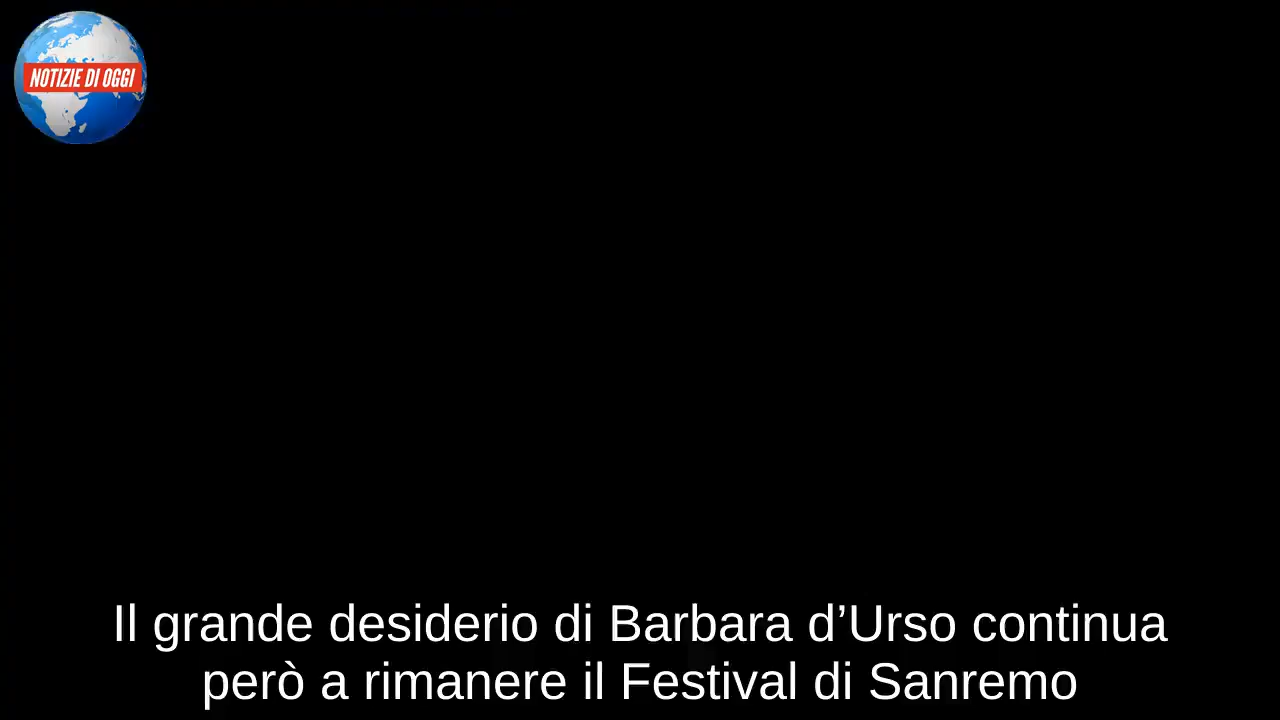 NOTIZIE DI OGGI
Il grande desiderio di Barbara d’Urso continua
però a rimanere il Festival di Sanremo